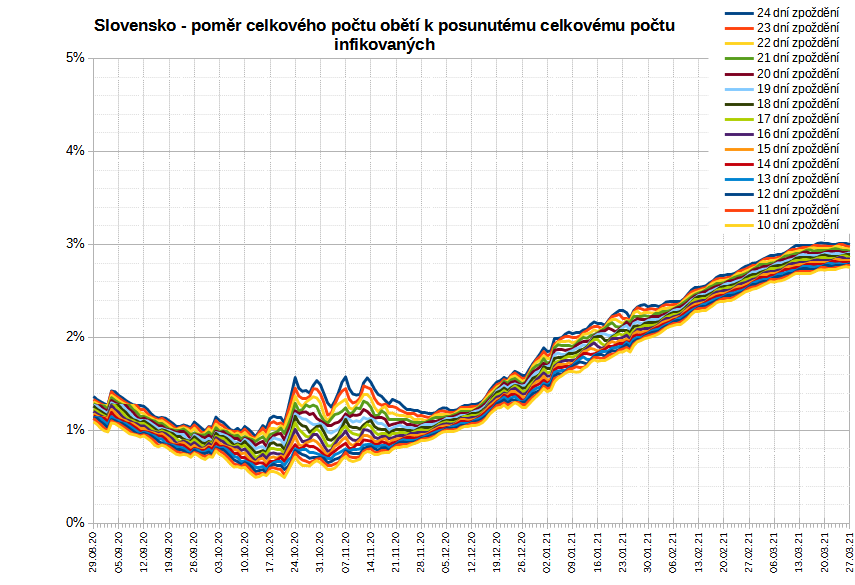 Slovensko - poměr celkového počtu obětí k posunutému celkovému počtu
infikovaných
24 dní zpoždění
23 dní zpoždění
22 dní zpoždění
21 dní zpoždění
20 dní zpoždění
19 dní zpoždění
18 dní zpoždění
17 dní zpoždění
16 dní zpoždění
15 dní zpoždění
14 dní zpoždění
13 dní zpoždění
12 dní zpoždění
11 dní zpoždění
10 dní zpoždění
5%
4%
3%
2%
1%
0%
29.08.20
05.09.20
12.09.20
19.09.20
26.09.20
03.10.20
10.10.20
17.10.20
24.10.20
31.10.20
07.11.20
14.11.20
21.11.20
28.11.20
05.12.20
12.12.20
19.12.20
26.12.20
02.01.21
09.01.21
16.01.21
23.01.21
30.01.21
06.02.21
13.02.21
20.02.21
27.02.21
06.03.21
13.03.21
20.03.21
27.03.21